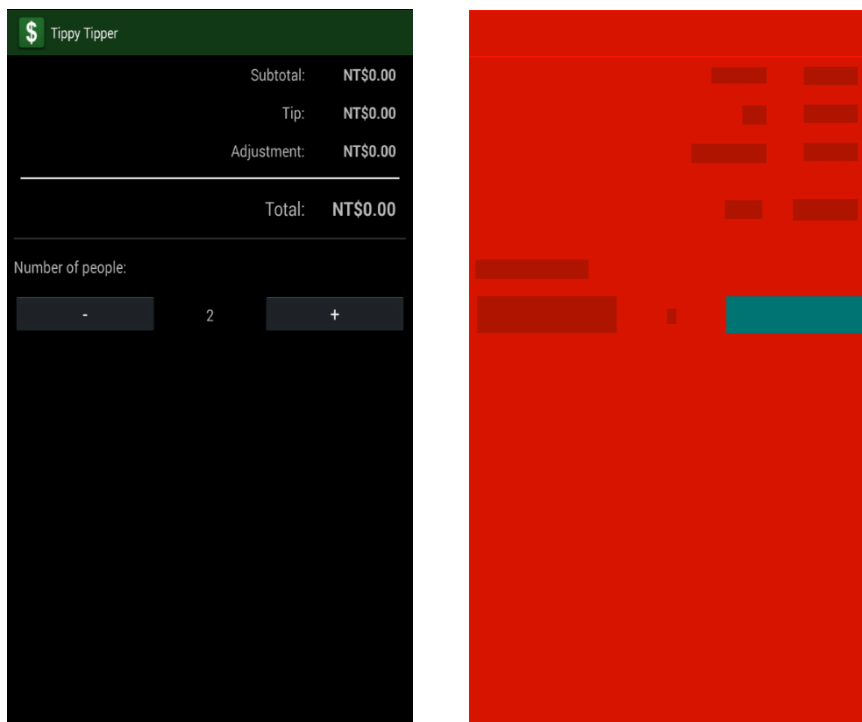 $ Tippy Tipper
Subtotal: NT$0.00
Tip: NT$0.00
Adjustment: NT$0.00
Total: NT$0.00
Number of people:
- 2 +